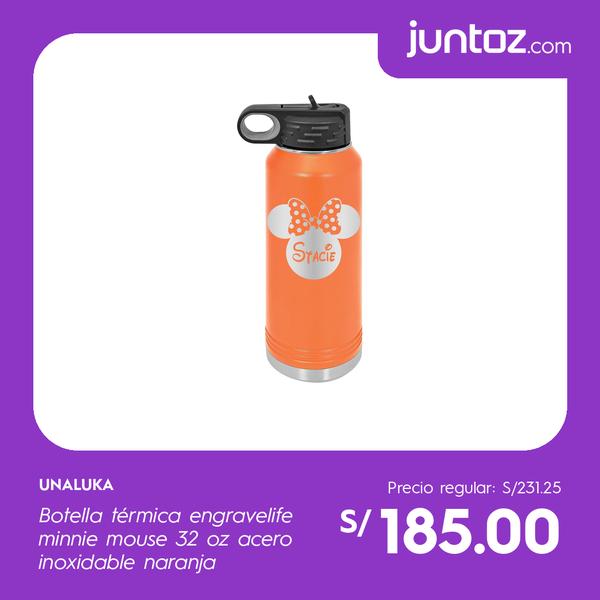 juntoz.com
Stacie
UNALUKA
Botella térmica engravelife
minnie mouse 32 oz acero
inoxidable naranja
Precio regular: S/231.25
S/185.00